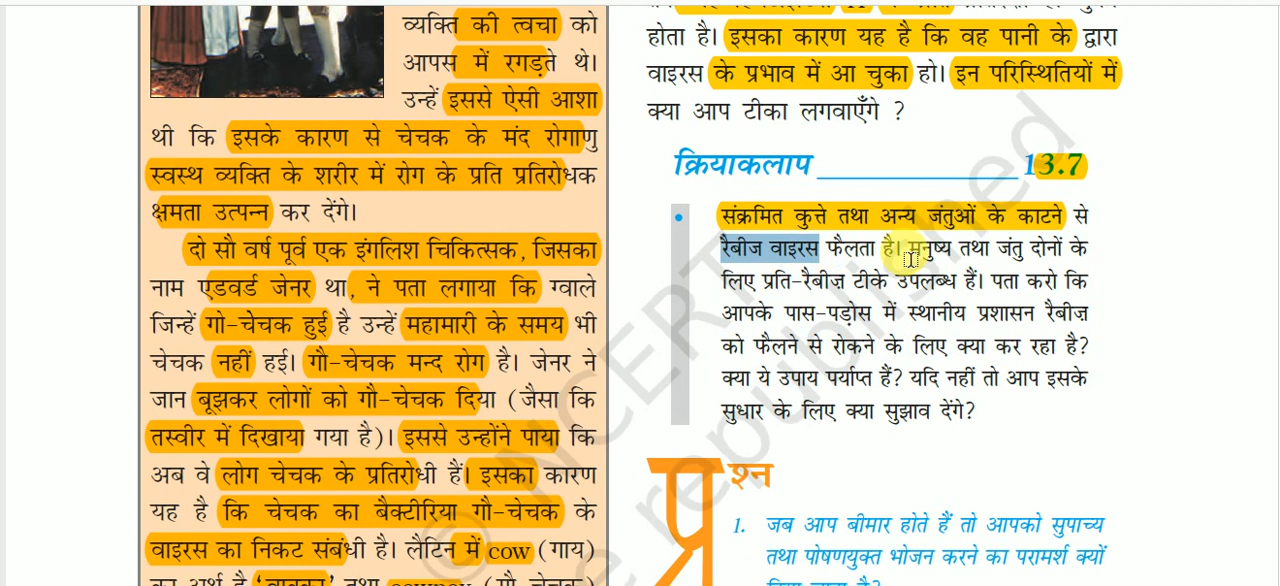 व्यक्ति की त्वचा को
आपस में रगड़ते थे।
उन्हें इससे ऐसी आशा
थी कि इसके कारण से चेचक के मंद रोगाणु
स्वस्थ व्यक्ति के शरीर में रोग के प्रति प्रतिरोधक
क्षमता उत्पन्न कर देंगे।
दो सौ वर्ष पूर्व एक इंगलिश चिकित्सक, जिसका
नाम एडवर्ड जेनर था, ने पता लगाया कि ग्वाले
जिन्हें गो-चेचक हुई है उन्हें महामारी के समय भी
चेचक नहीं हई। गौ-चेचक मन्द रोग है। जेनर ने
जान बूझकर लोगों को गौ-चेचक दिया (जैसा कि
तस्वीर में दिखाया गया है)। इससे उन्होंने पाया कि
अब वे लोग चेचक के प्रतिरोधी हैं। इसका कारण
यह है कि चेचक का बैक्टीरिया गौ-चेचक के
वाइरस का निकट संबंधी है। लैटिन में cow (गाय)
होता है। इसका कारण यह है कि वह पानी के द्वारा
वाइरस के प्रभाव में आ चुका हो। इन परिस्थितियों में
क्या आप टीका लगवाएँगे ?
क्रियाकलाप 13.7
• संक्रमित कुत्ते तथा अन्य जंतुओं के काटने से
रैबीज वाइरस फैलता है। मनुष्य तथा जंतु दोनों के
लिए प्रति-रैबीज टीके उपलब्ध हैं। पता करो कि
आपके पास-पड़ोस में स्थानीय प्रशासन रैबीज
को फैलने से रोकने के लिए क्या कर रहा है?
क्या ये उपाय पर्याप्त हैं? यदि नहीं तो आप इसके
सुधार के लिए क्या सुझाव देंगे?
प्रश्न
1. जब आप बीमार होते हैं तो आपको सुपाच्य
तथा पोषणयुक्त भोजन करने का परामर्श क्यों
© NCERT
republished